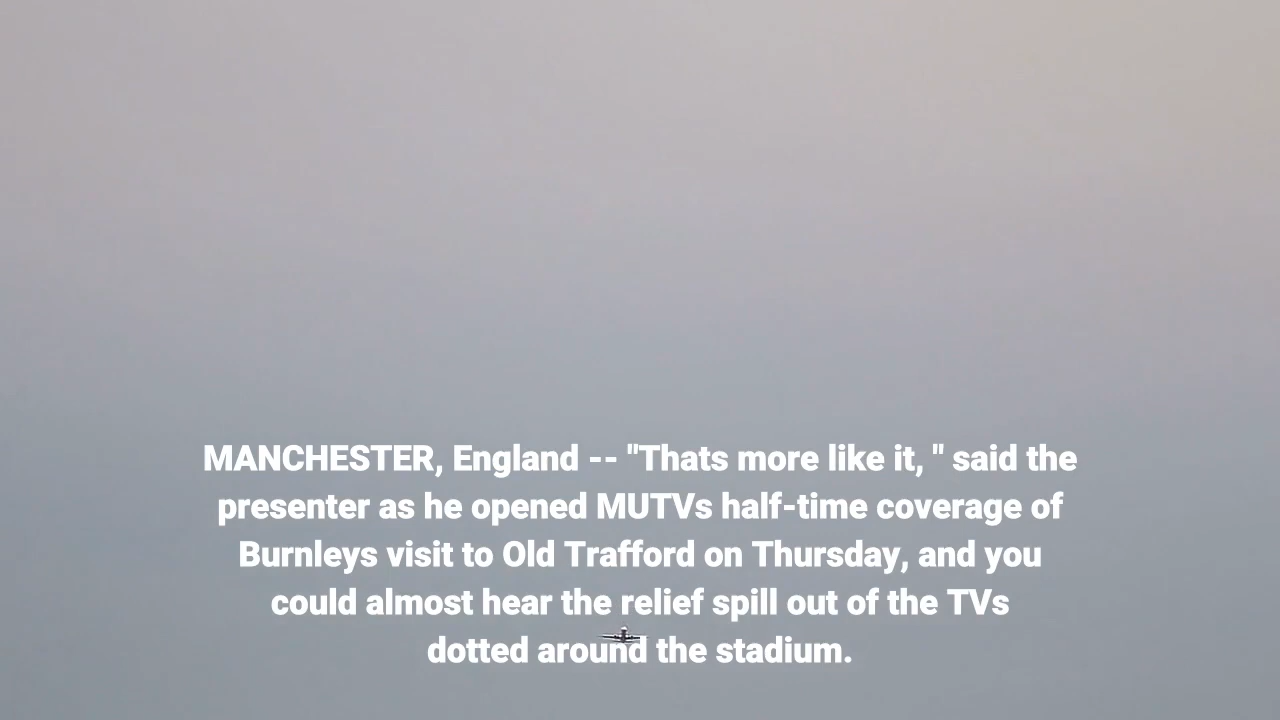 MANCHESTER, England -- "Thats more like it, " said the
presenter as he opened MUTVs half-time coverage of
Burnleys visit to Old Trafford on Thursday, and you
could almost hear the relief spill out of the TVs
dotted around the stadium.